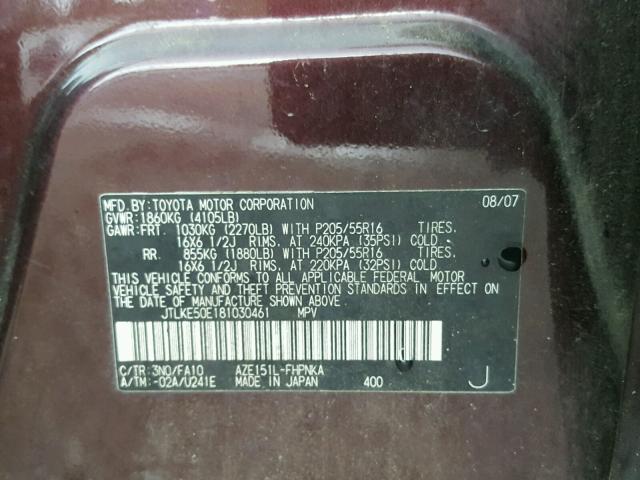 MFD. BY: TOYOTA MOTOR CORPORATION 08/07
GVWR: 1860KG (4105LB)
GAWR: FRT. 1030KG (2270LB) WITH P205/55R16 TIRES.
16X6 1/2J RIMS. AT 240KPA (35PSI) COLD
RR. 855KG (1880LB) WITH P205/55R16 TIRES.
16X6 1/2J RIMS. AT 220KPA (32PSI) COLD
THIS VEHICLE CONFORMS TO ALL APPLICABLE FEDERAL MOTOR
VEHICLE SAFETY AND THEFT PREVENTION STANDARDS IN EFFECT ON THE
DATE OF MANUFACTURE SHOWN ABOVE.
JTLKE50E181030461 MPV
C/TR: 3N0/FA10 AZE151L-FHPNKA
A/TM: -02A/U241E MADE IN JAPAN 400 J